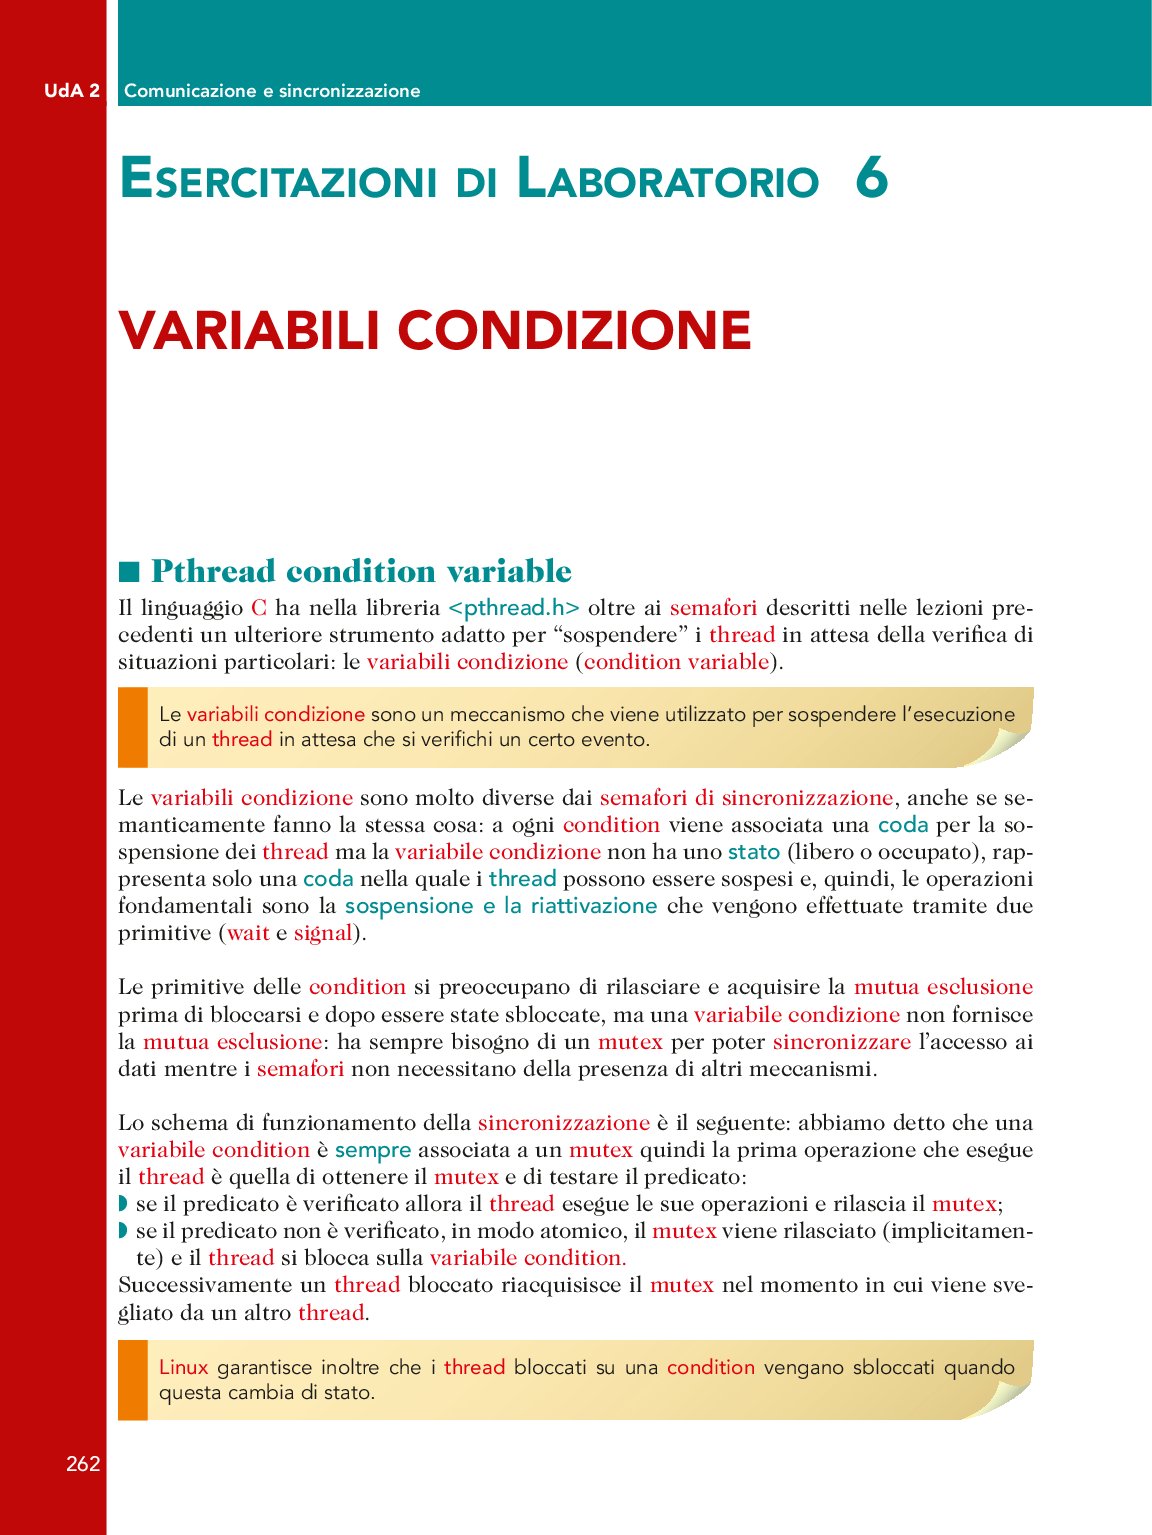 UdA 2 Comunicazione e sincronizzazione
ESERCITAZIONI DI LABORATORIO 6
VARIABILI CONDIZIONE
■ Pthread condition variable
Il linguaggio C ha nella libreria <pthread.h> oltre ai semafori descritti nelle lezioni pre-
cedenti un ulteriore strumento adatto per “sospendere” i thread in attesa della verifica di
situazioni particolari: le variabili condizione (condition variable).
Le variabili condizione sono un meccanismo che viene utilizzato per sospendere l’esecuzione
di un thread in attesa che si verifichi un certo evento.
Le variabili condizione sono molto diverse dai semafori di sincronizzazione, anche se se-
manticamente fanno la stessa cosa: a ogni condition viene associata una coda per la so-
spensione dei thread ma la variabile condizione non ha uno stato (libero o occupato), rap-
presenta solo una coda nella quale i thread possono essere sospesi e, quindi, le operazioni
fondamentali sono la sospensione e la riattivazione che vengono effettuate tramite due
primitive (wait e signal).
Le primitive delle condition si preoccupano di rilasciare e acquisire la mutua esclusione
prima di bloccarsi e dopo essere state sbloccate, ma una variabile condizione non fornisce
la mutua esclusione: ha sempre bisogno di un mutex per poter sincronizzare l’accesso ai
dati mentre i semafori non necessitano della presenza di altri meccanismi.
Lo schema di funzionamento della sincronizzazione è il seguente: abbiamo detto che una
variabile condition è sempre associata a un mutex quindi la prima operazione che esegue
il thread è quella di ottenere il mutex e di testare il predicato:
◗ se il predicato è verificato allora il thread esegue le sue operazioni e rilascia il mutex;
◗ se il predicato non è verificato, in modo atomico, il mutex viene rilasciato (implicitamen-
te) e il thread si blocca sulla variabile condition.
Successivamente un thread bloccato riacquisisce il mutex nel momento in cui viene sve-
gliato da un altro thread.
Linux garantisce inoltre che i thread bloccati su una condition vengano sbloccati quando
questa cambia di stato.
262